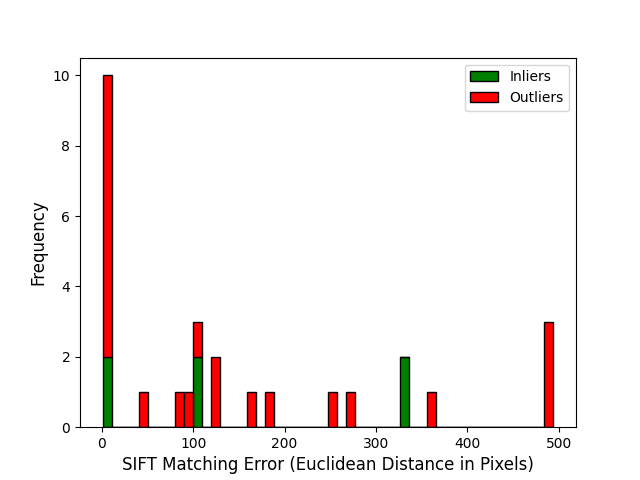 Inliers
Outliers
10
8
6
4
2
0
Frequency
0 100 200 300 400 500
SIFT Matching Error (Euclidean Distance in Pixels)